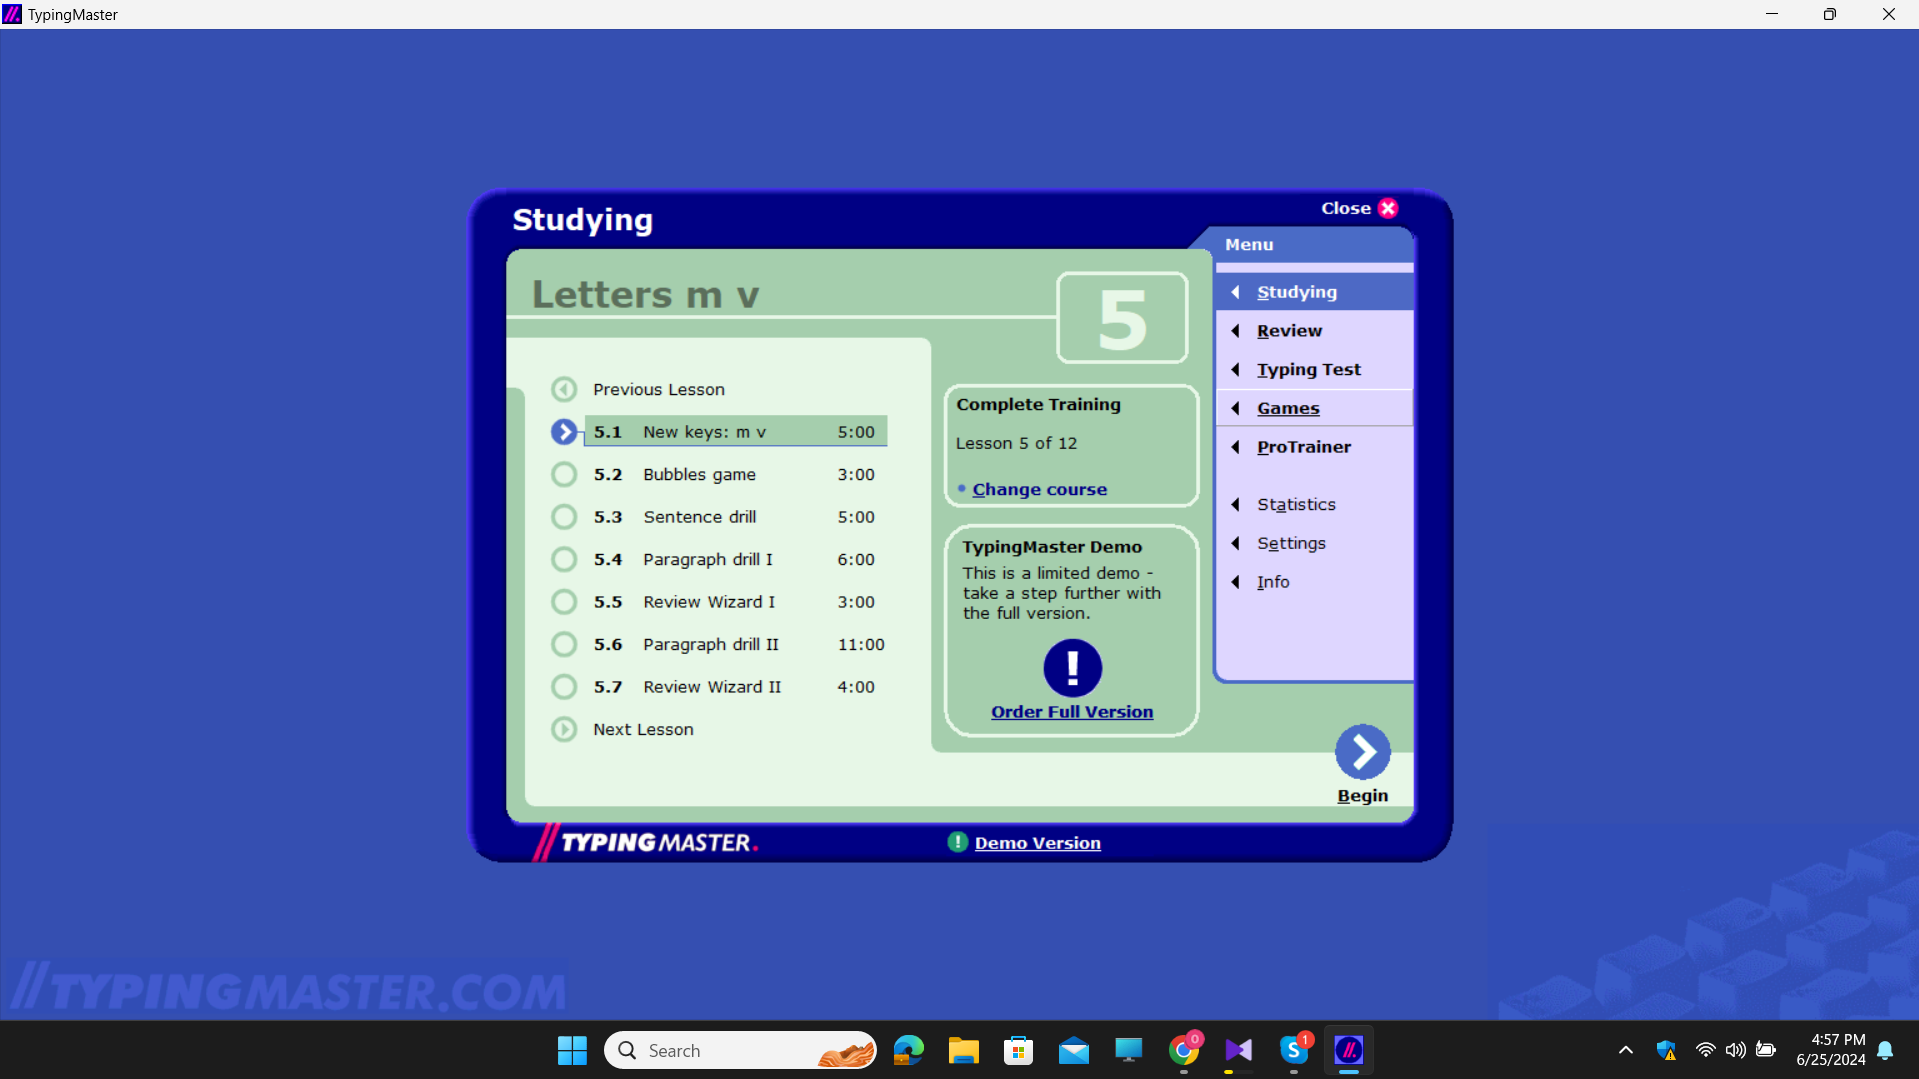 TypingMaster
Studying
Close
Menu
Letters m v
5
Studying
Review
Typing Test
Games
ProTrainer
Statistics
Settings
Info
Previous Lesson
5.1 New keys: m v 5:00
5.2 Bubbles game 3:00
5.3 Sentence drill 5:00
5.4 Paragraph drill I 6:00
5.5 Review Wizard I 3:00
5.6 Paragraph drill II 11:00
5.7 Review Wizard II 4:00
Next Lesson
Complete Training
Lesson 5 of 12
Change course
TypingMaster Demo
This is a limited demo -
take a step further with
the full version.
!
Order Full Version
Begin
//TYPINGMASTER.
! Demo Version
//TYPINGMASTER.COM
Search
0
S
1
4:57 PM
6/25/2024